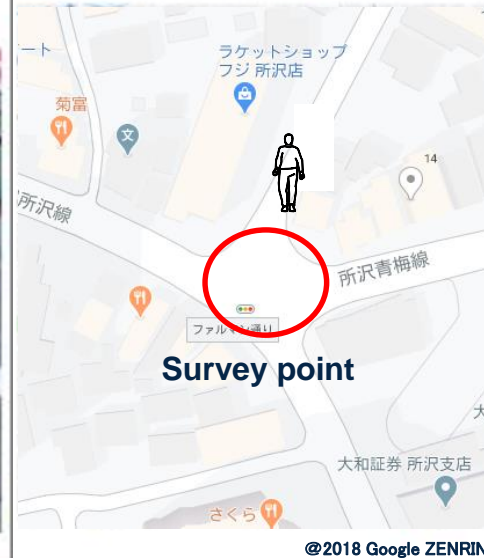 ート
ラケットショップ
フジ 所沢店
菊富
文
14
所沢線
所沢青梅線
Survey point
大和証券 所沢支店
さくら
@2018 Google ZENRIN